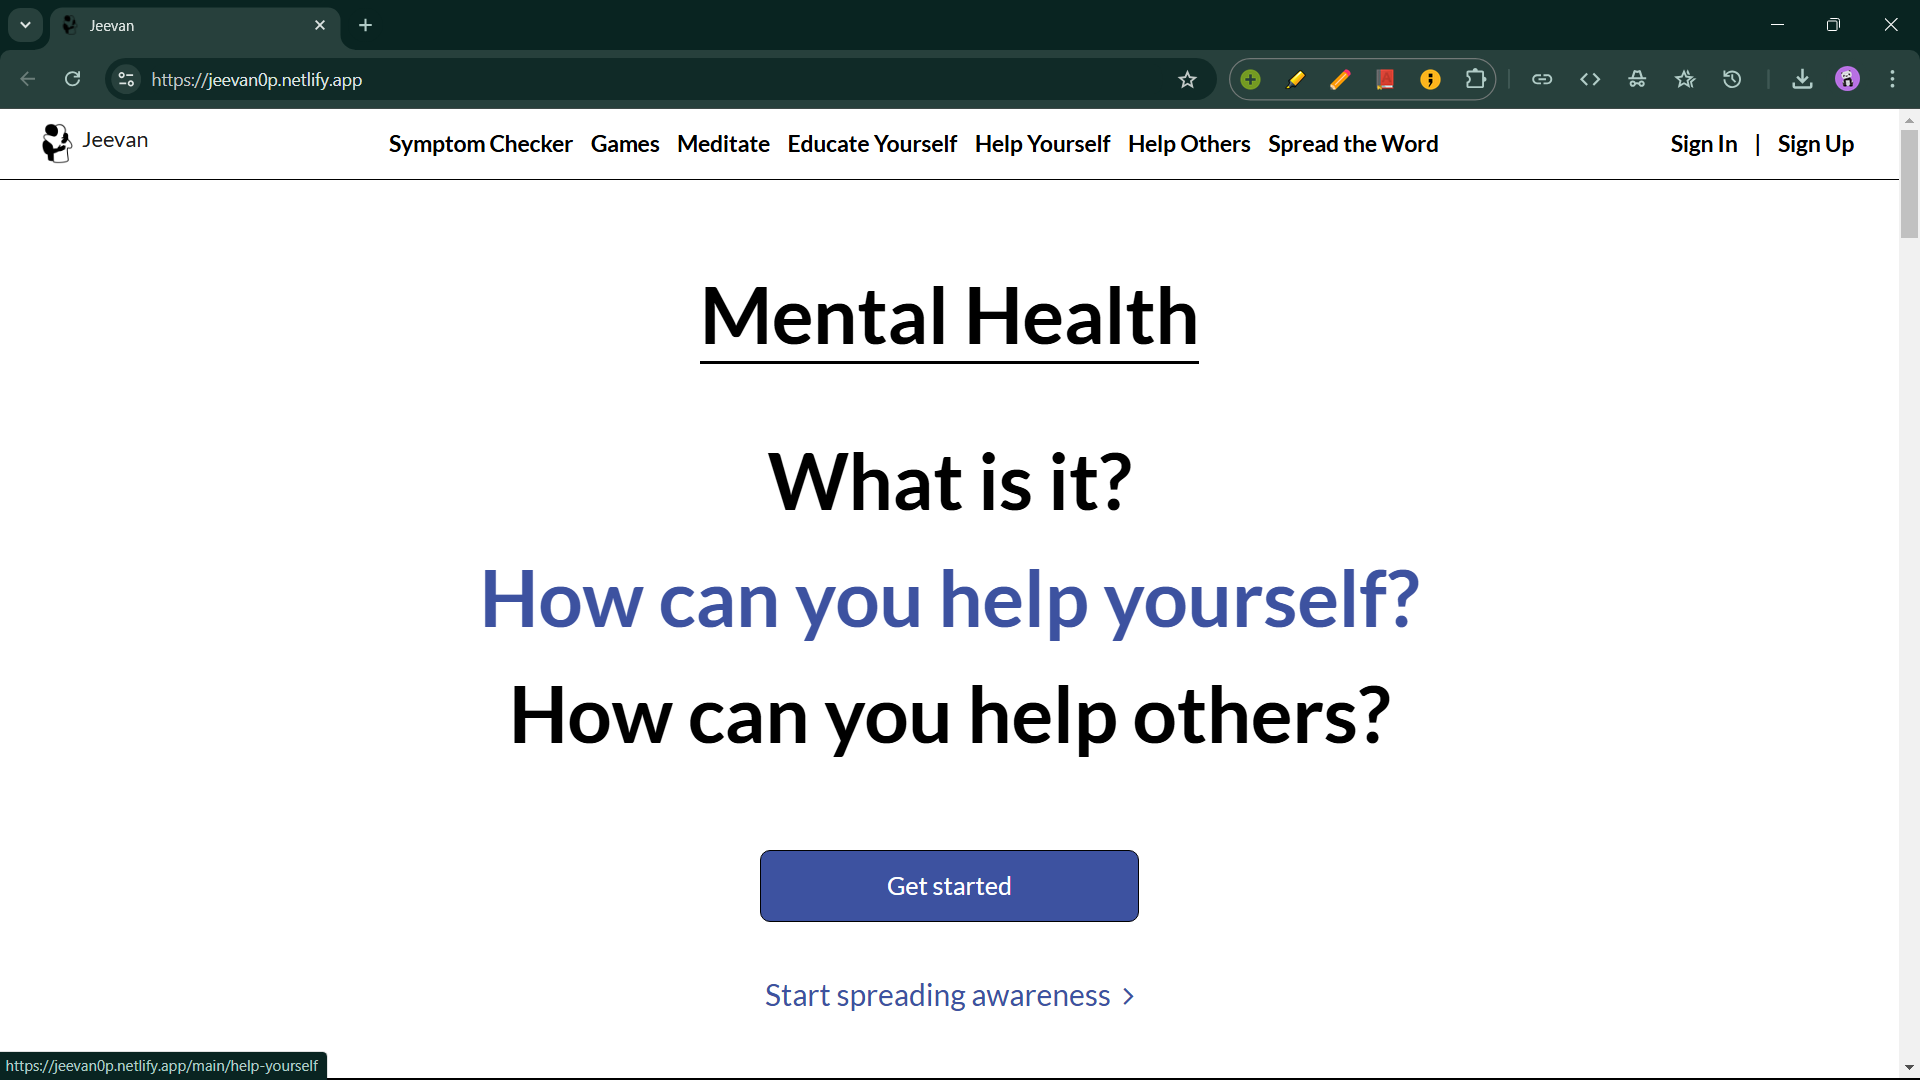 Jeevan
https://jeevan0p.netlify.app
Jeevan
Symptom Checker Games Meditate Educate Yourself Help Yourself Help Others Spread the Word
Sign In | Sign Up
Mental Health
What is it?
How can you help yourself?
How can you help others?
Get started
Start spreading awareness >
https://jeevan0p.netlify.app/main/help-yourself